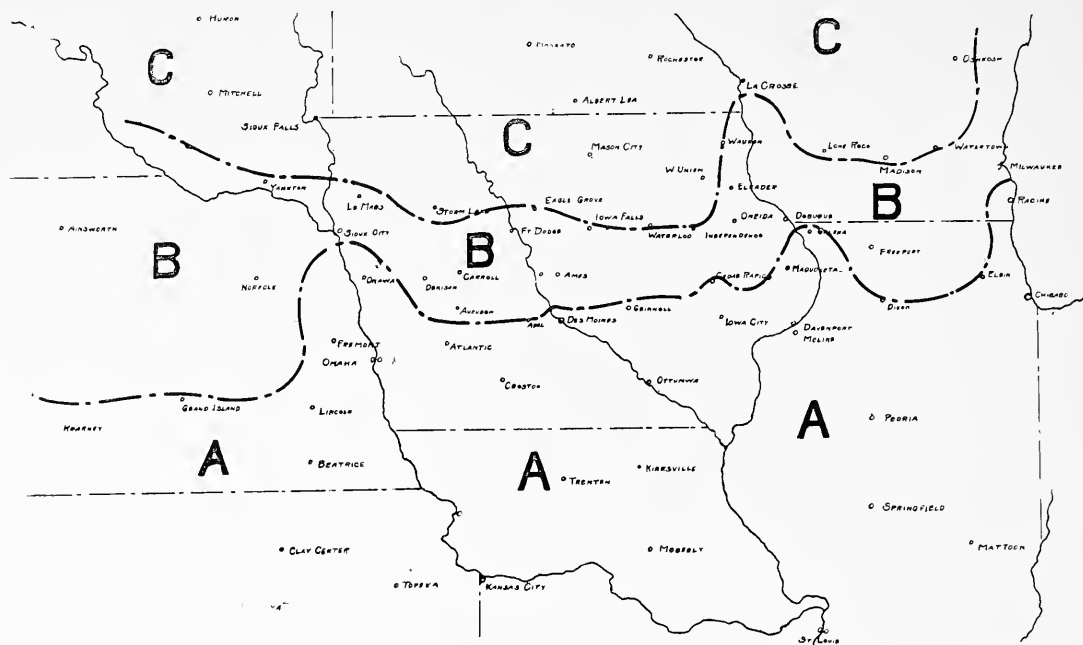 HURON
C
C
MANKATO
ROCHESTER
OSHKOSH
LA CROSSE
MITCHELL
ALBERT LEA
SIOUX FALLS
C
MASON CITY
WAUKON
LONE ROCK
MADISON
WATERTOWN
MILWAUKEE
W UNION
ELKADER
YANKTON
LE MARS
STORM LAKE
EAGLE GROVE
IOWA FALLS
ONEIDA
DUBUQUE
B
RACINE
AINSWORTH
SIOUX CITY
FT DODGE
WATERLOO
INDEPENDENCE
GALENA
B
B
FREEPORT
NORFOLK
ONAWA
DENISON
CARROLL
AMES
CEDAR RAPIDS
MAQUOKETA
ELGIN
CHICAGO
AUDUBON
ADEL
DES MOINES
GRINNELL
IOWA CITY
DIXON
DAVENPORT
MOLINE
FREMONT
OMAHA
ATLANTIC
CRESTON
OTTUMWA
GRAND ISLAND
LINCOLN
KEARNEY
PEORIA
A
A
A
BEATRICE
TRENTON
KIRKSVILLE
SPRINGFIELD
CLAY CENTER
MOBERLY
MATTOON
TOPEKA
KANSAS CITY
"A"
ST. LOUIS